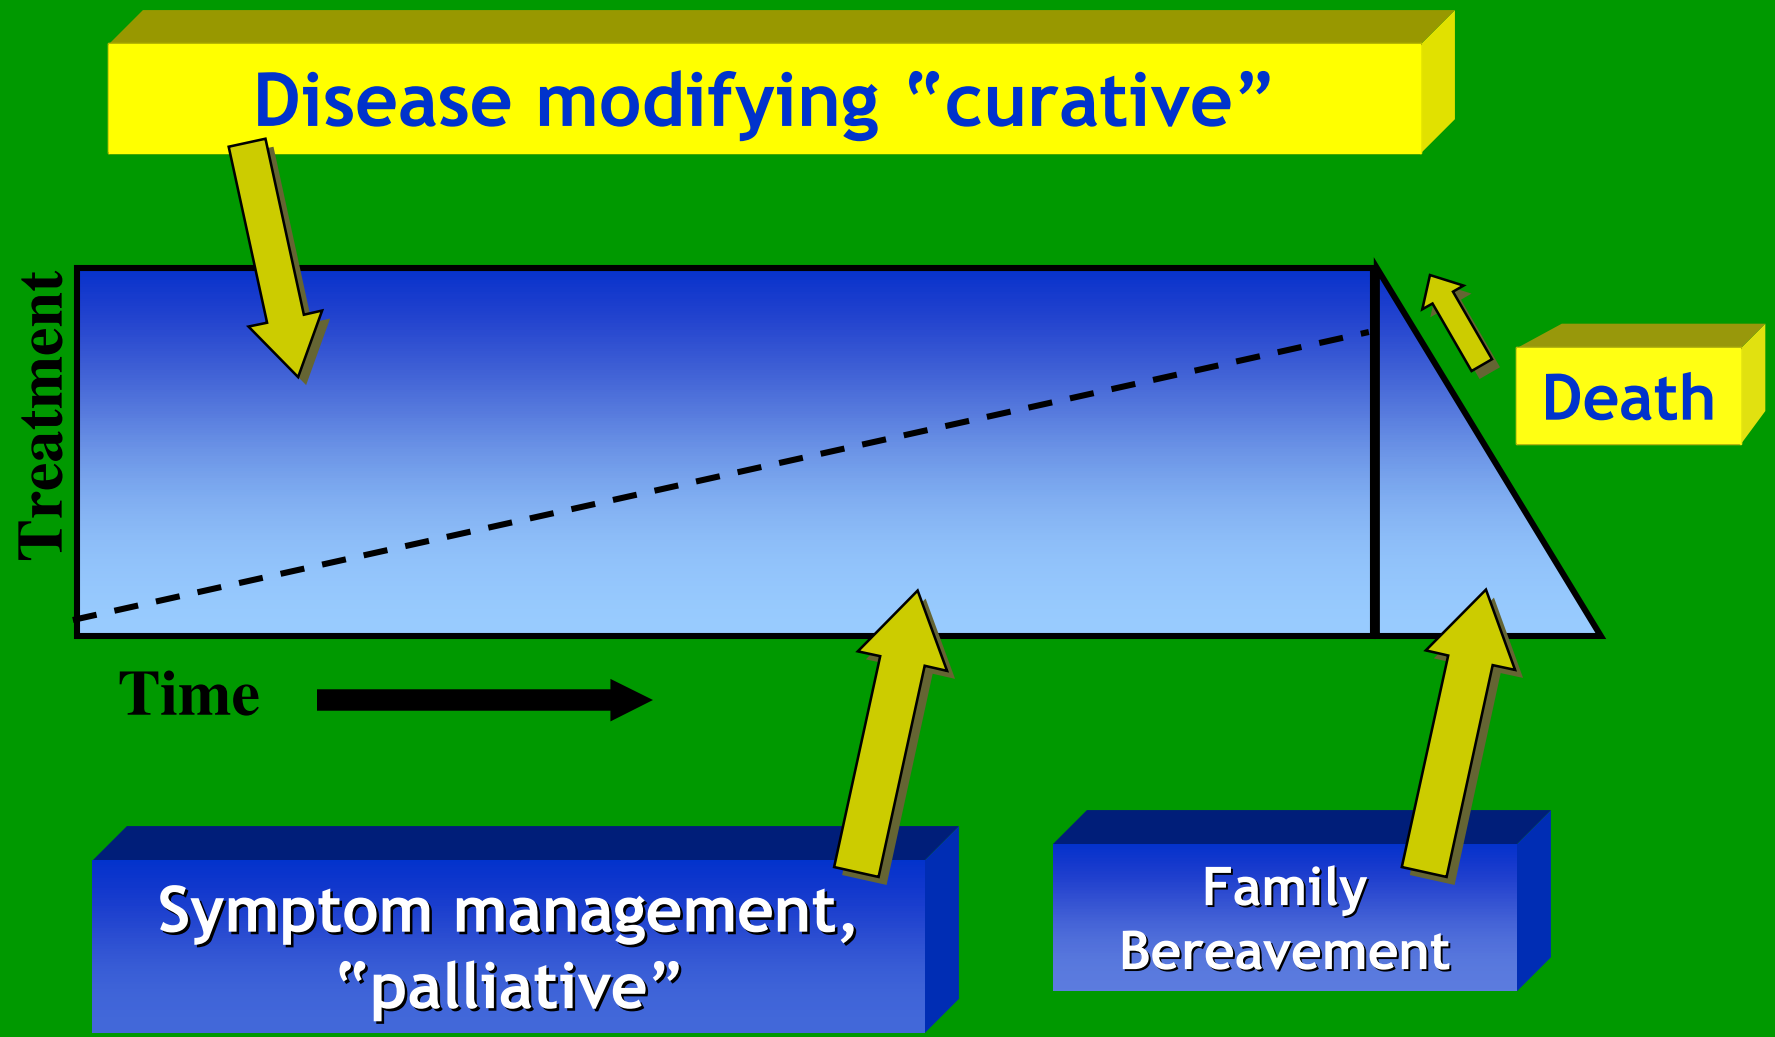 Disease modifying “curative”
Treatment
Death
Time
Symptom management,
“palliative”
Family
Bereavement